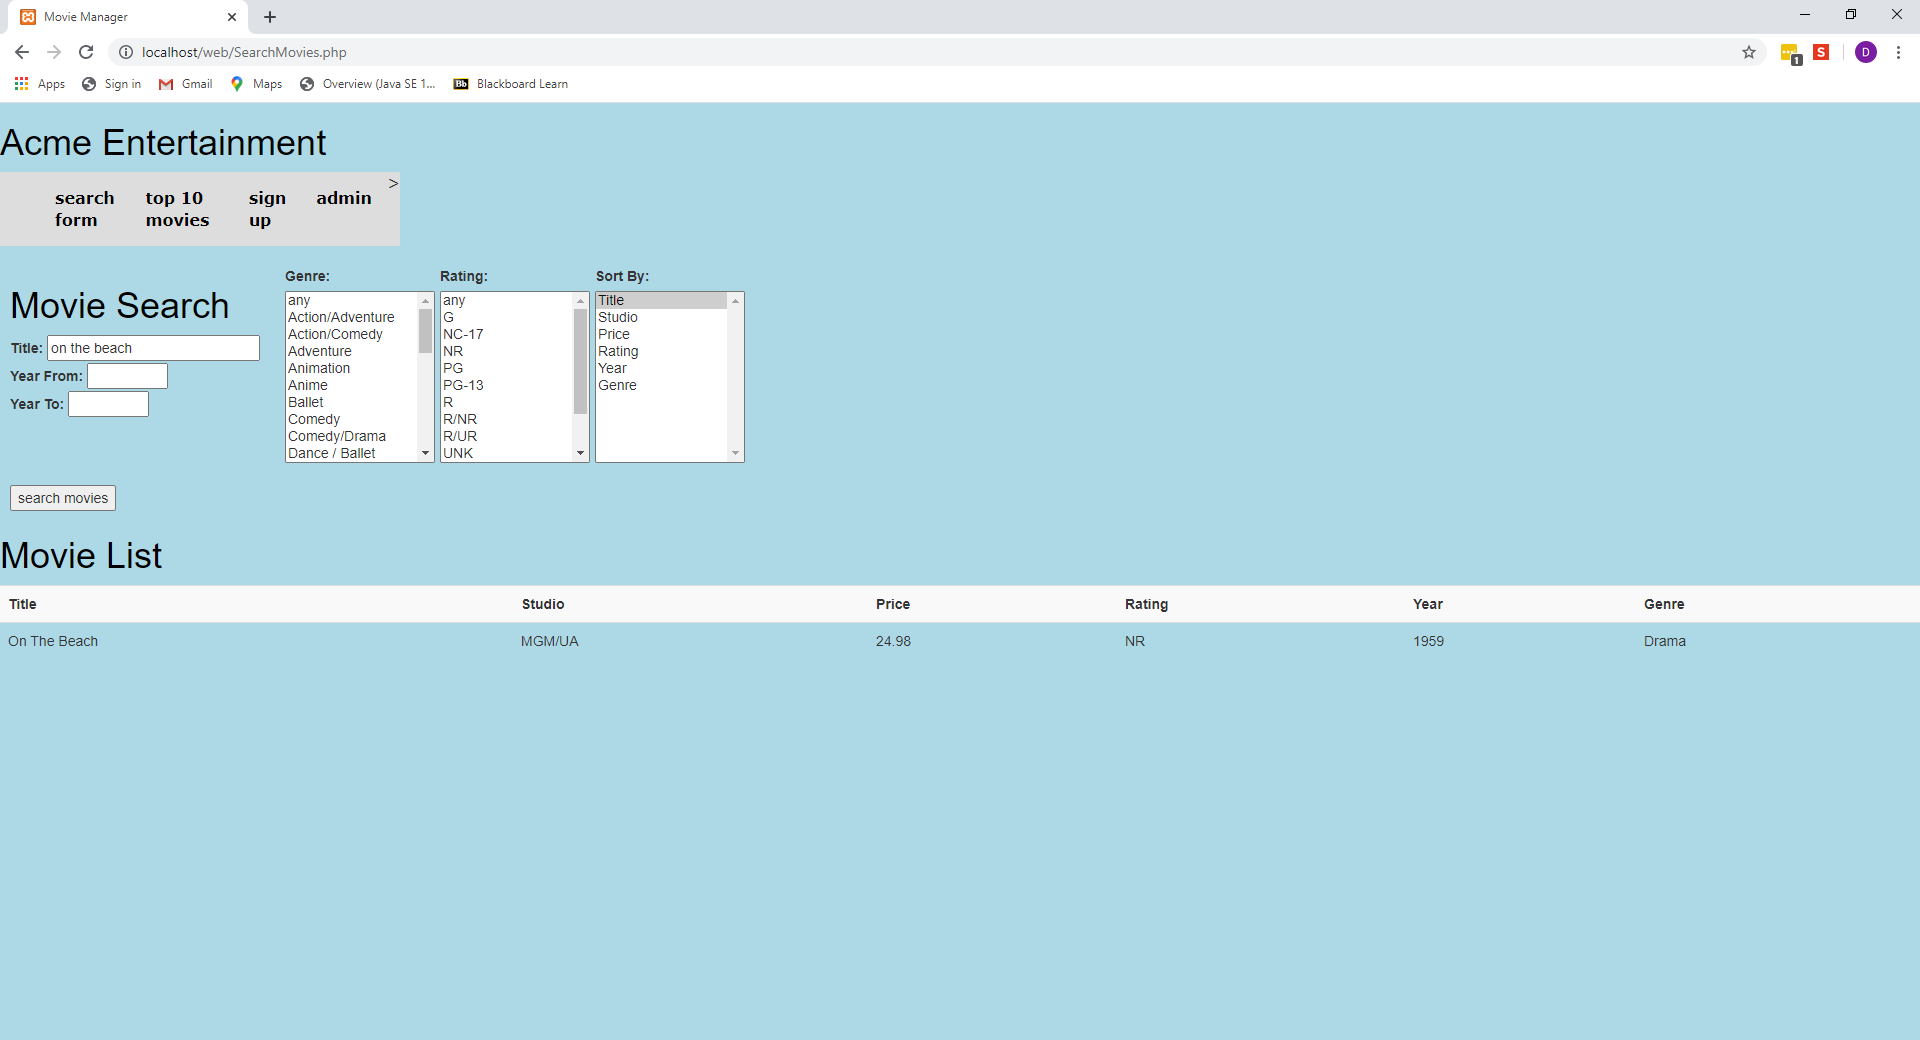 Movie Manager
localhost/web/SearchMovies.php
1
S
D
Apps Sign in Gmail Maps Overview (Java SE 1... Bb Blackboard Learn
Acme Entertainment
search form top 10 movies sign up admin >
Movie Search
Title: on the beach
Year From:
Year To:
Genre:
any
Action/Adventure
Action/Comedy
Adventure
Animation
Anime
Ballet
Comedy
Comedy/Drama
Dance / Ballet
Rating:
any
G
NC-17
NR
PG
PG-13
R
R/NR
R/UR
UNK
Sort By:
Title
Studio
Price
Rating
Year
Genre
search movies
Movie List
Title Studio Price Rating Year Genre
On The Beach MGM/UA 24.98 NR 1959 Drama